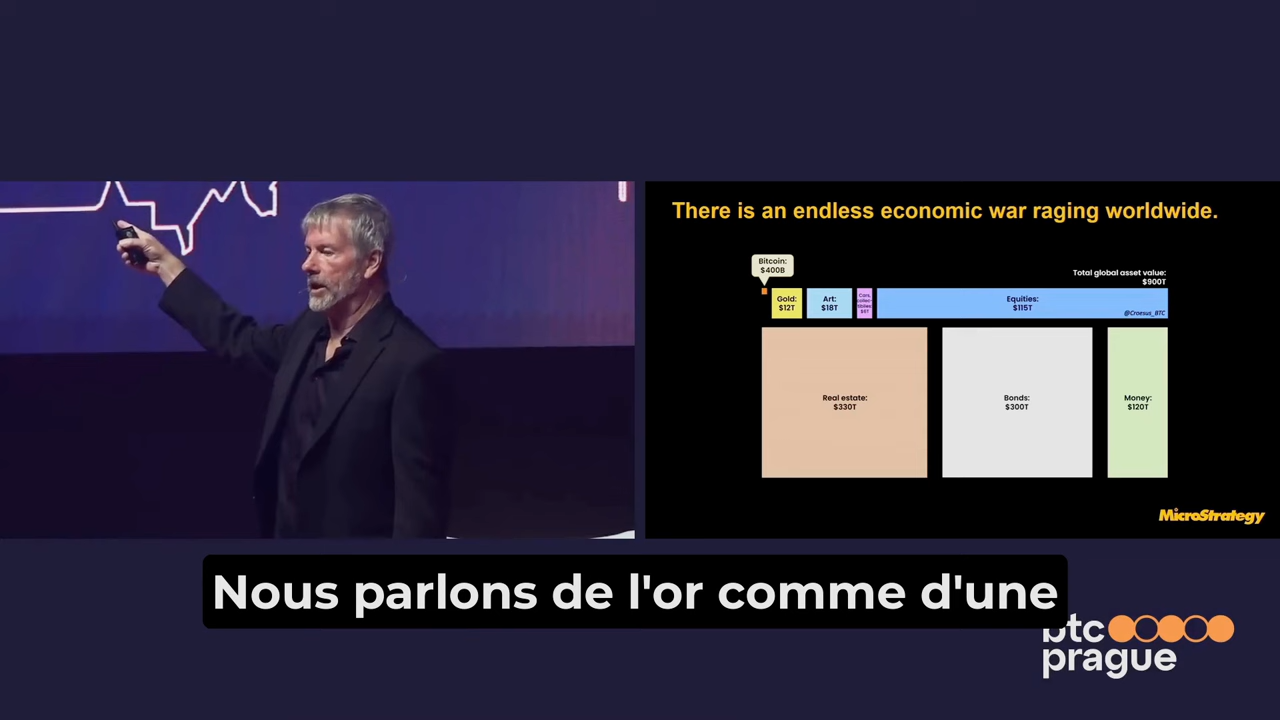 There is an endless economic war raging worldwide.
Bitcoin:
$400B
Total global asset value:
$900T
Gold:
$12T
Art:
$18T
Equities:
$115T
@Croesus_BTC
Real estate:
$330T
Bonds:
$300T
Money:
$120T
MicroStrategy
Nous parlons de l'or comme d'une
btc
prague